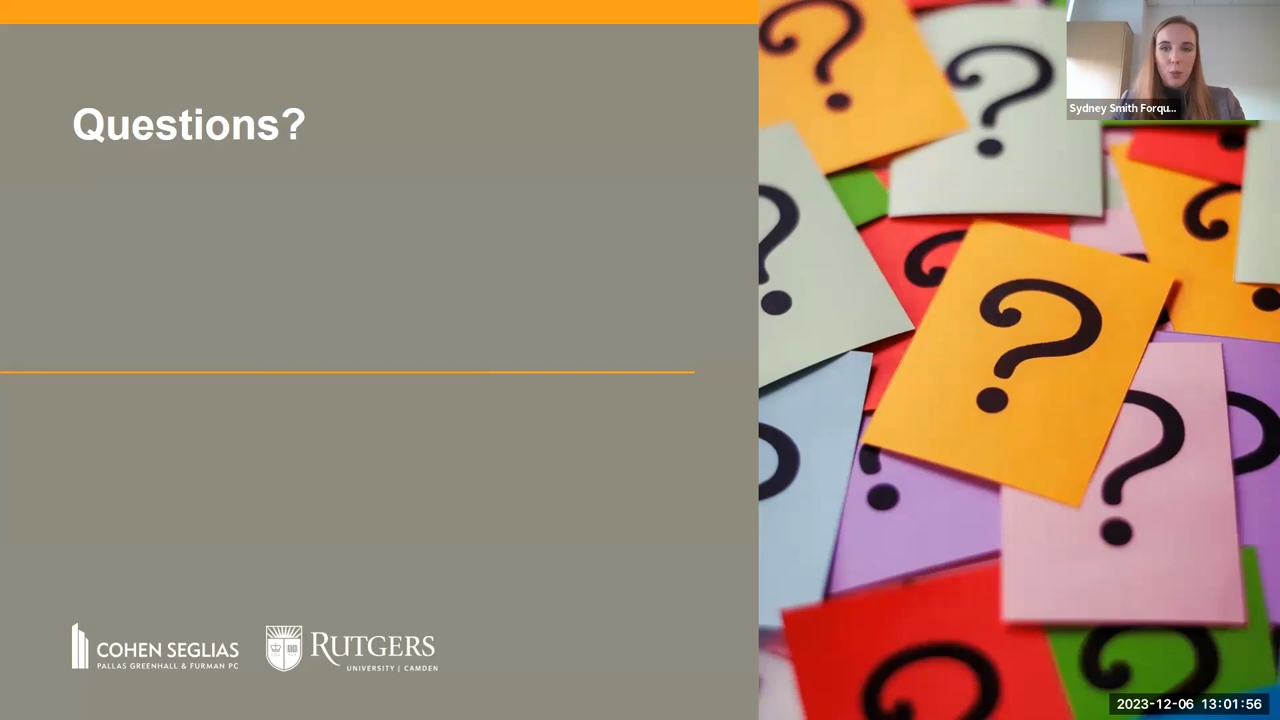 Questions?
Sydney Smith Forqu...
? ? ? ? ? ? ? ? ? ? ? ?
COHEN SEGLIAS
PALLAS GREENHALL & FURMAN PC
RUTGERS
UNIVERSITY | CAMDEN
2023-12-06 13:01:56